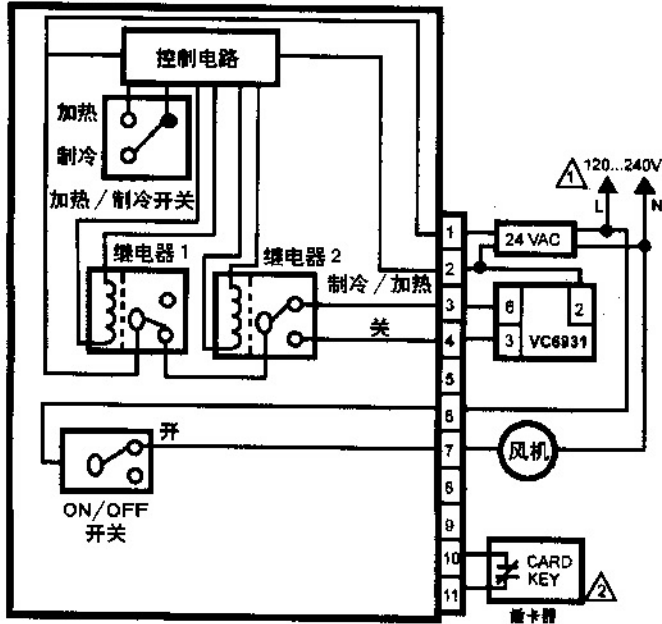 控制电路
加热
制冷
加热／制冷开关
继电器 1
继电器 2
制冷／加热
关
开
ON/OFF
开关
1
2
3
4
5
6
7
8
9
10
11
1
120...240V
L
N
24 VAC
6
2
3
VC6931
风机
CARD
KEY
2
插卡器